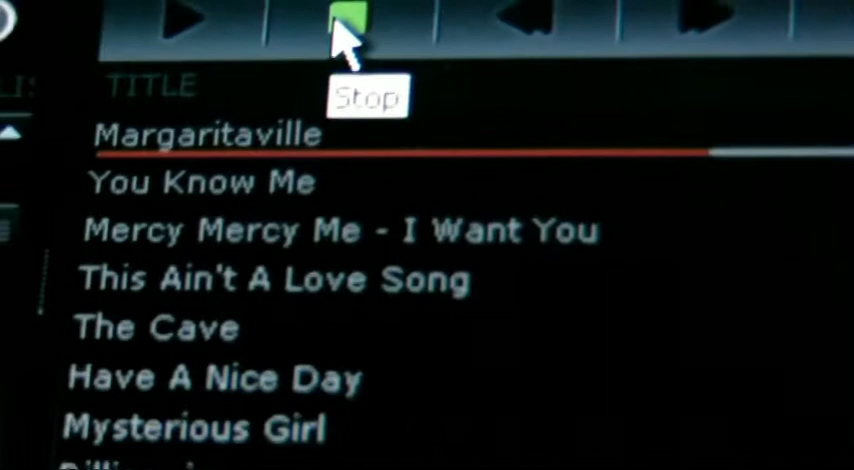 TITLE
Stop
Margaritaville
You Know Me
Mercy Mercy Me - I Want You
This Ain't A Love Song
The Cave
Have A Nice Day
Mysterious Girl